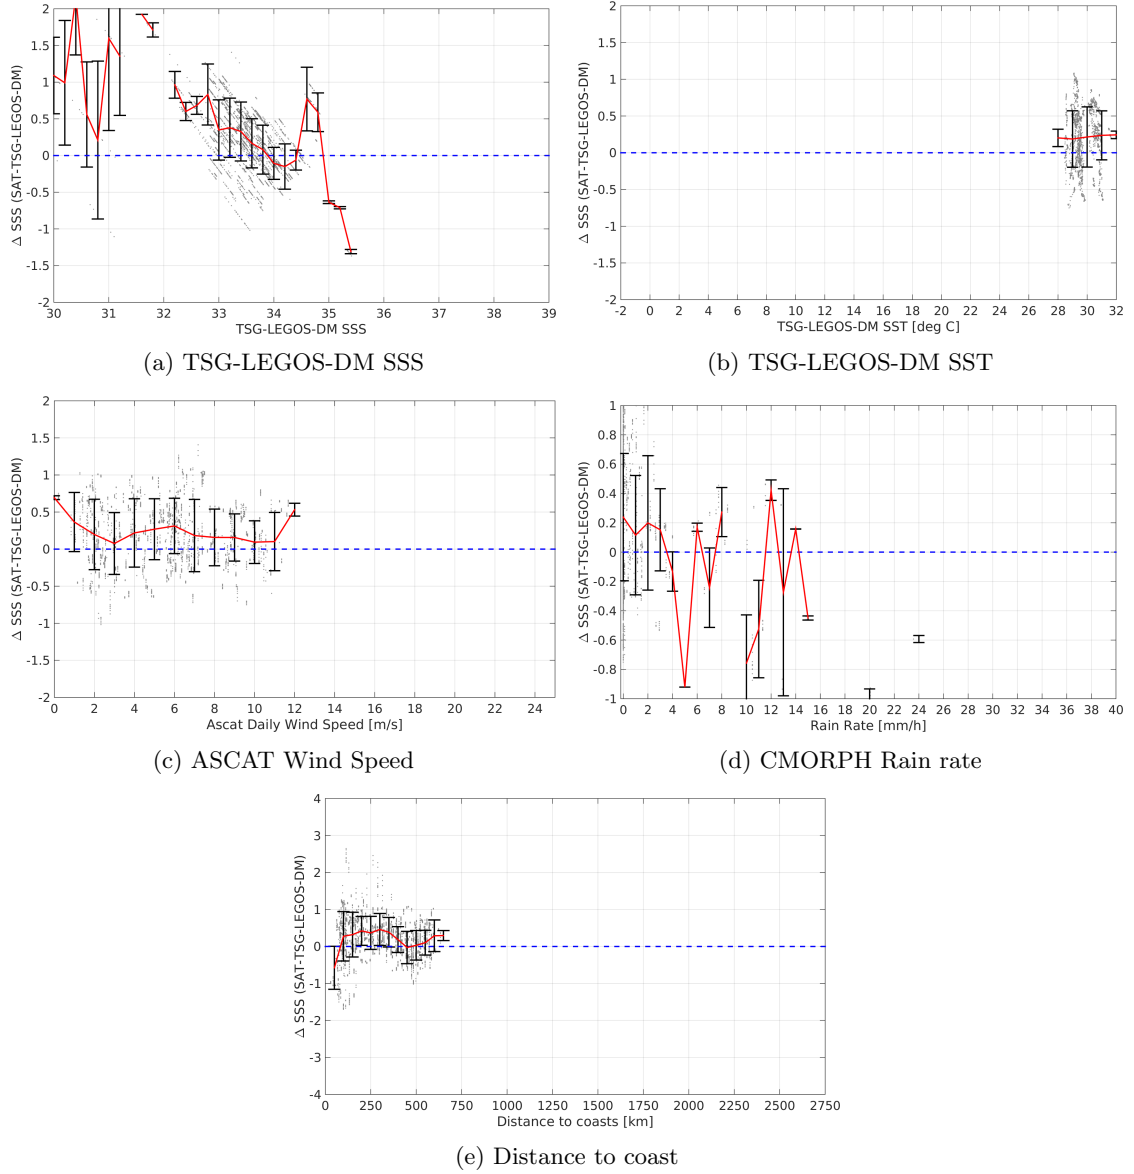 2
1.5
1
0.5
0
-0.5
-1
-1.5
-2
Δ SSS (SAT-TSG-LEGOS-DM)
30 31 32 33 34 35 36 37 38 39
TSG-LEGOS-DM SSS
(a) TSG-LEGOS-DM SSS
2
1.5
1
0.5
0
-0.5
-1
-1.5
-2
Δ SSS (SAT-TSG-LEGOS-DM)
-2 0 2 4 6 8 10 12 14 16 18 20 22 24 26 28 30 32
TSG-LEGOS-DM SST [deg C]
(b) TSG-LEGOS-DM SST
2
1.5
1
0.5
0
-0.5
-1
-1.5
-2
Δ SSS (SAT-TSG-LEGOS-DM)
0 2 4 6 8 10 12 14 16 18 20 22 24
Ascat Daily Wind Speed [m/s]
(c) ASCAT Wind Speed
1
0.8
0.6
0.4
0.2
0
-0.2
-0.4
-0.6
-0.8
-1
Δ SSS (SAT-TSG-LEGOS-DM)
0 2 4 6 8 10 12 14 16 18 20 22 24 26 28 30 32 34 36 38 40
Rain Rate [mm/h]
(d) CMORPH Rain rate
4
3
2
1
0
-1
-2
-3
-4
Δ SSS (SAT-TSG-LEGOS-DM)
0 250 500 750 1000 1250 1500 1750 2000 2250 2500 2750
Distance to coasts [km]
(e) Distance to coast